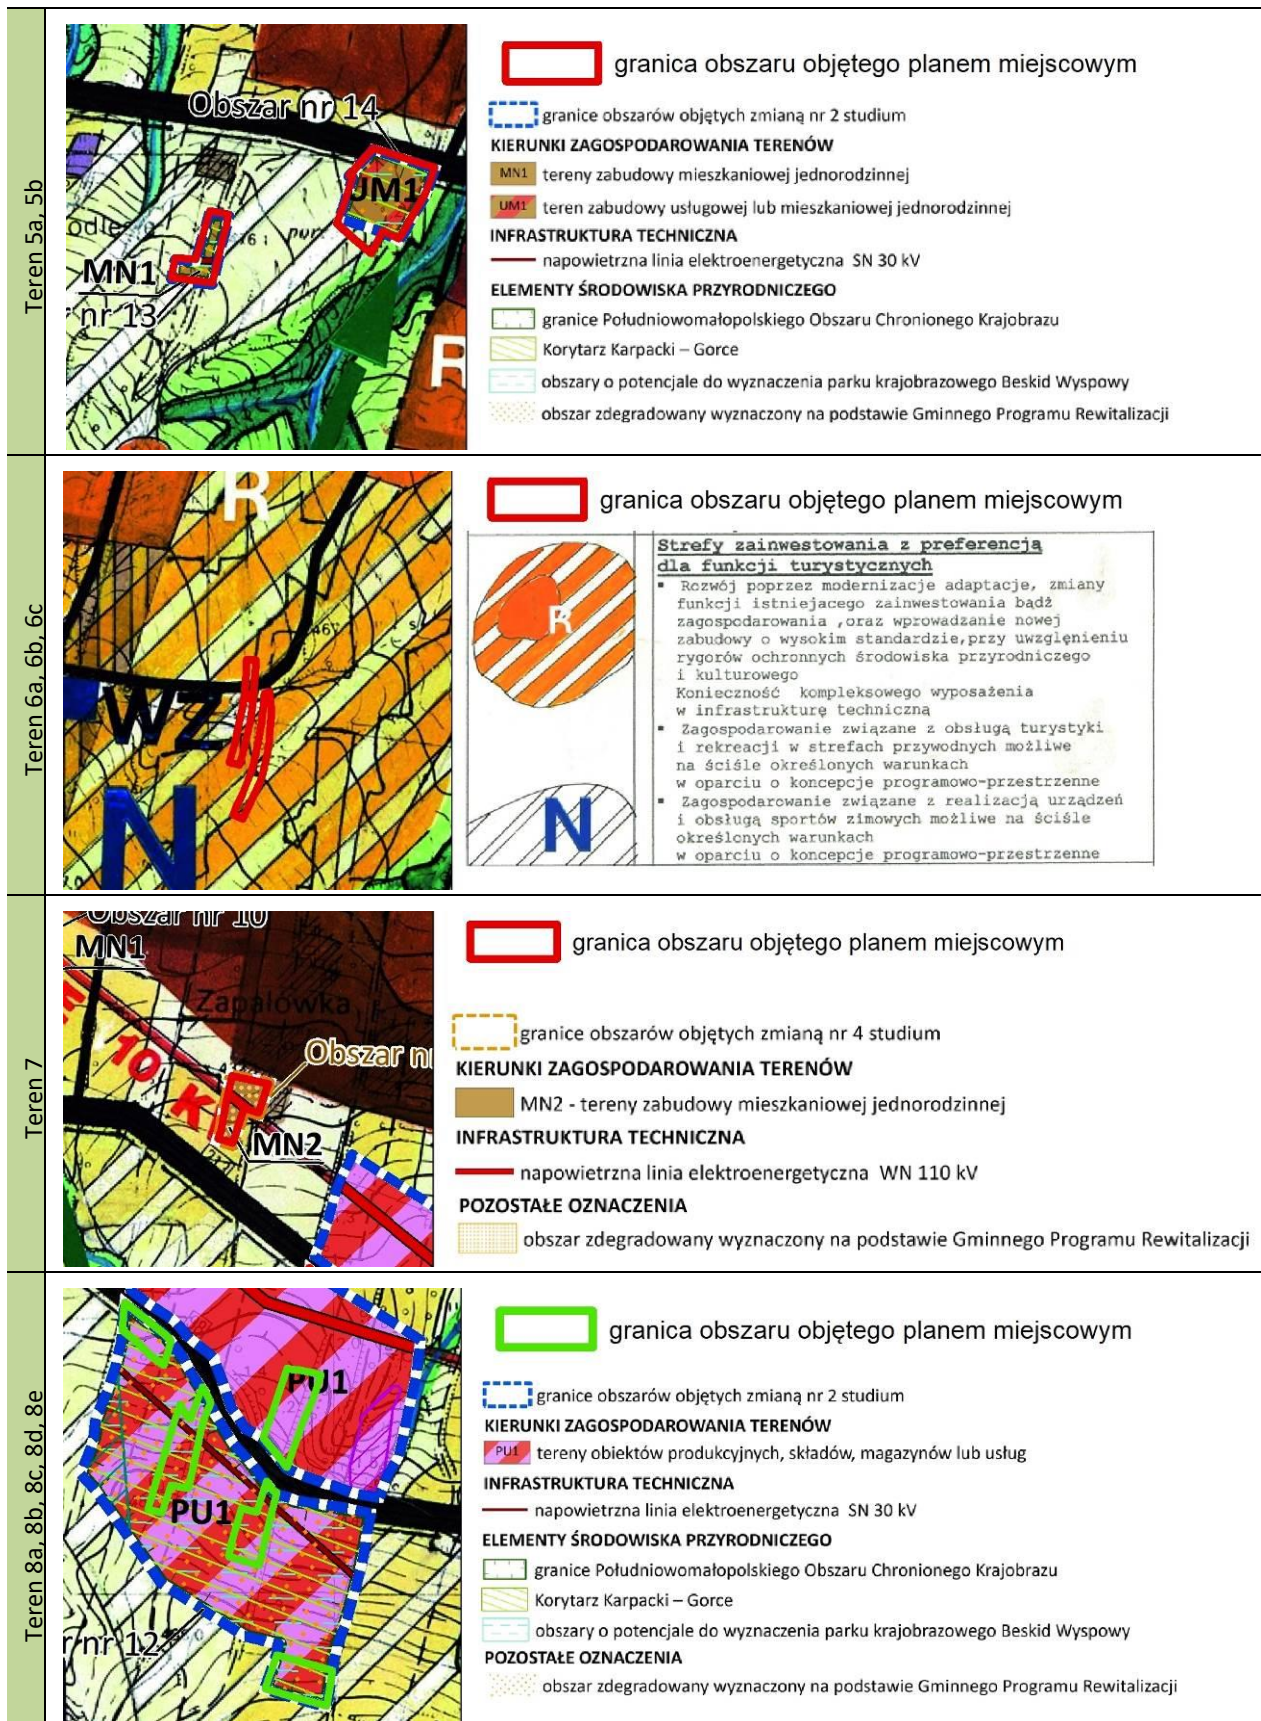 Teren 5a, 5b
Obszar nr 14
UM1
odle
MN1
nr 13
R
granica obszaru objętego planem miejscowym
granice obszarów objętych zmianą nr 2 studium
KIERUNKI ZAGOSPODAROWANIA TERENÓW
MN1 tereny zabudowy mieszkaniowej jednorodzinnej
UM1 teren zabudowy usługowej lub mieszkaniowej jednorodzinnej
INFRASTRUKTURA TECHNICZNA
napowietrzna linia elektroenergetyczna SN 30 kV
ELEMENTY ŚRODOWISKA PRZYRODNICZEGO
granice Południowomałopolskiego Obszaru Chronionego Krajobrazu
Korytarz Karpacki – Gorce
obszary o potencjale do wyznaczenia parku krajobrazowego Beskid Wyspowy
obszar zdegradowany wyznaczony na podstawie Gminnego Programu Rewitalizacji
Teren 6a, 6b, 6c
R
WZ
N
granica obszaru objętego planem miejscowym
R
N
Strefy zainwestowania z preferencją
dla funkcji turystycznych
▪ Rozwój poprzez modernizacje adaptacje, zmiany
funkcji istniejacego zainwestowania bądź
zagospodarowania ,oraz wprowadzanie nowej
zabudowy o wysokim standardzie,przy uwzględnieniu
rygorów ochronnych środowiska przyrodniczego
i kulturowego
Konieczność kompleksowego wyposażenia
w infrastrukturę techniczną
▪ Zagospodarowanie związane z obsługą turystyki
i rekreacji w strefach przywodnych możliwe
na ściśle określonych warunkach
w oparciu o koncepcje programowo-przestrzenne
▪ Zagospodarowanie związane z realizacją urządzeń
i obsługą sportów zimowych możliwe na ściśle
określonych warunkach
w oparciu o koncepcje programowo-przestrzenne
Teren 7
Obszar nr 10
MN1
Zapałówka
Obszar n
10 K
MN2
granica obszaru objętego planem miejscowym
granice obszarów objętych zmianą nr 4 studium
KIERUNKI ZAGOSPODAROWANIA TERENÓW
MN2 - tereny zabudowy mieszkaniowej jednorodzinnej
INFRASTRUKTURA TECHNICZNA
napowietrzna linia elektroenergetyczna WN 110 kV
POZOSTAŁE OZNACZENIA
obszar zdegradowany wyznaczony na podstawie Gminnego Programu Rewitalizacji
Teren 8a, 8b, 8c, 8d, 8e
PU1
PU1
r nr 12
granica obszaru objętego planem miejscowym
granice obszarów objętych zmianą nr 2 studium
KIERUNKI ZAGOSPODAROWANIA TERENÓW
PU1 tereny obiektów produkcyjnych, składów, magazynów lub usług
INFRASTRUKTURA TECHNICZNA
napowietrzna linia elektroenergetyczna SN 30 kV
ELEMENTY ŚRODOWISKA PRZYRODNICZEGO
granice Południowomałopolskiego Obszaru Chronionego Krajobrazu
Korytarz Karpacki – Gorce
obszary o potencjale do wyznaczenia parku krajobrazowego Beskid Wyspowy
POZOSTAŁE OZNACZENIA
obszar zdegradowany wyznaczony na podstawie Gminnego Programu Rewitalizacji